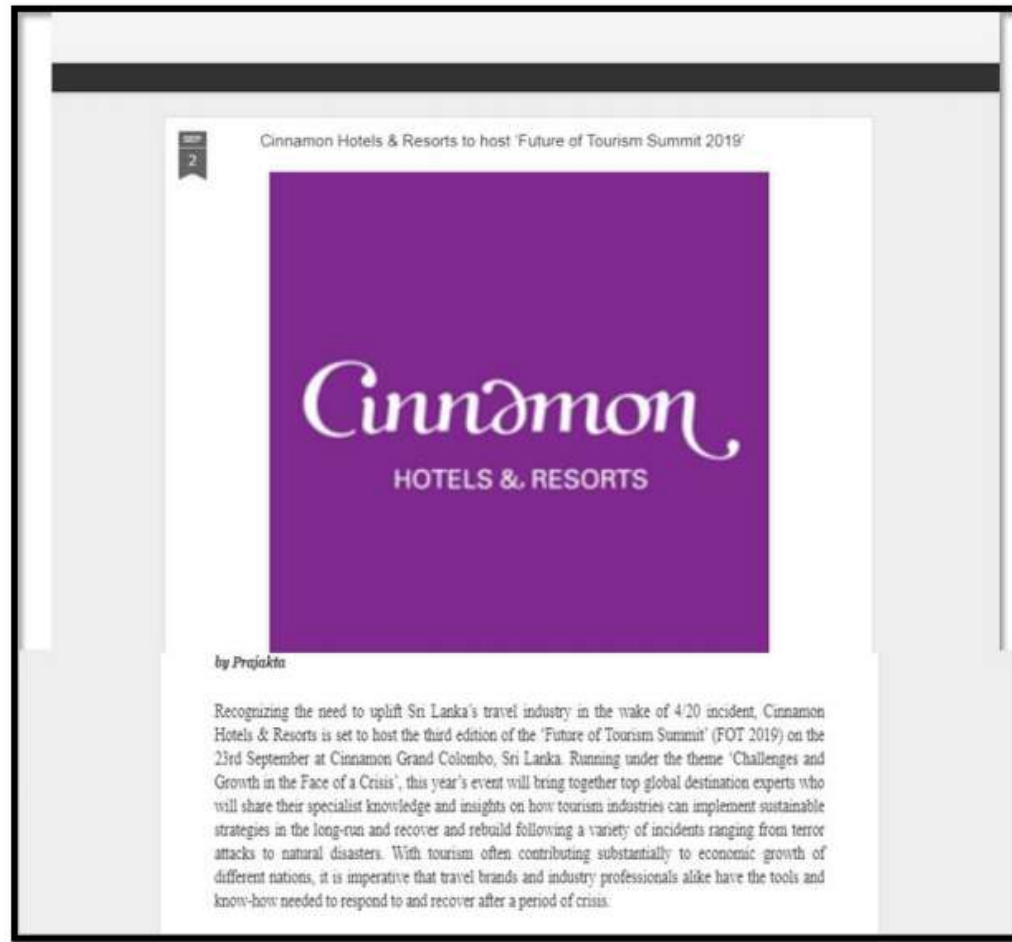 SEP
2
Cinnamon Hotels & Resorts to host 'Future of Tourism Summit 2019'
Cinnamon
HOTELS & RESORTS
by Prajakta
Recognizing the need to uplift Sri Lanka's travel industry in the wake of 4/20 incident, Cinnamon
Hotels & Resorts is set to host the third edition of the 'Future of Tourism Summit' (FOT 2019) on the
23rd September at Cinnamon Grand Colombo, Sri Lanka. Running under the theme 'Challenges and
Growth in the Face of a Crisis', this year's event will bring together top global destination experts who
will share their specialist knowledge and insights on how tourism industries can implement sustainable
strategies in the long-run and recover and rebuild following a variety of incidents ranging from terror
attacks to natural disasters. With tourism often contributing substantially to economic growth of
different nations, it is imperative that travel brands and industry professionals alike have the tools and
know-how needed to respond to and recover after a period of crisis.